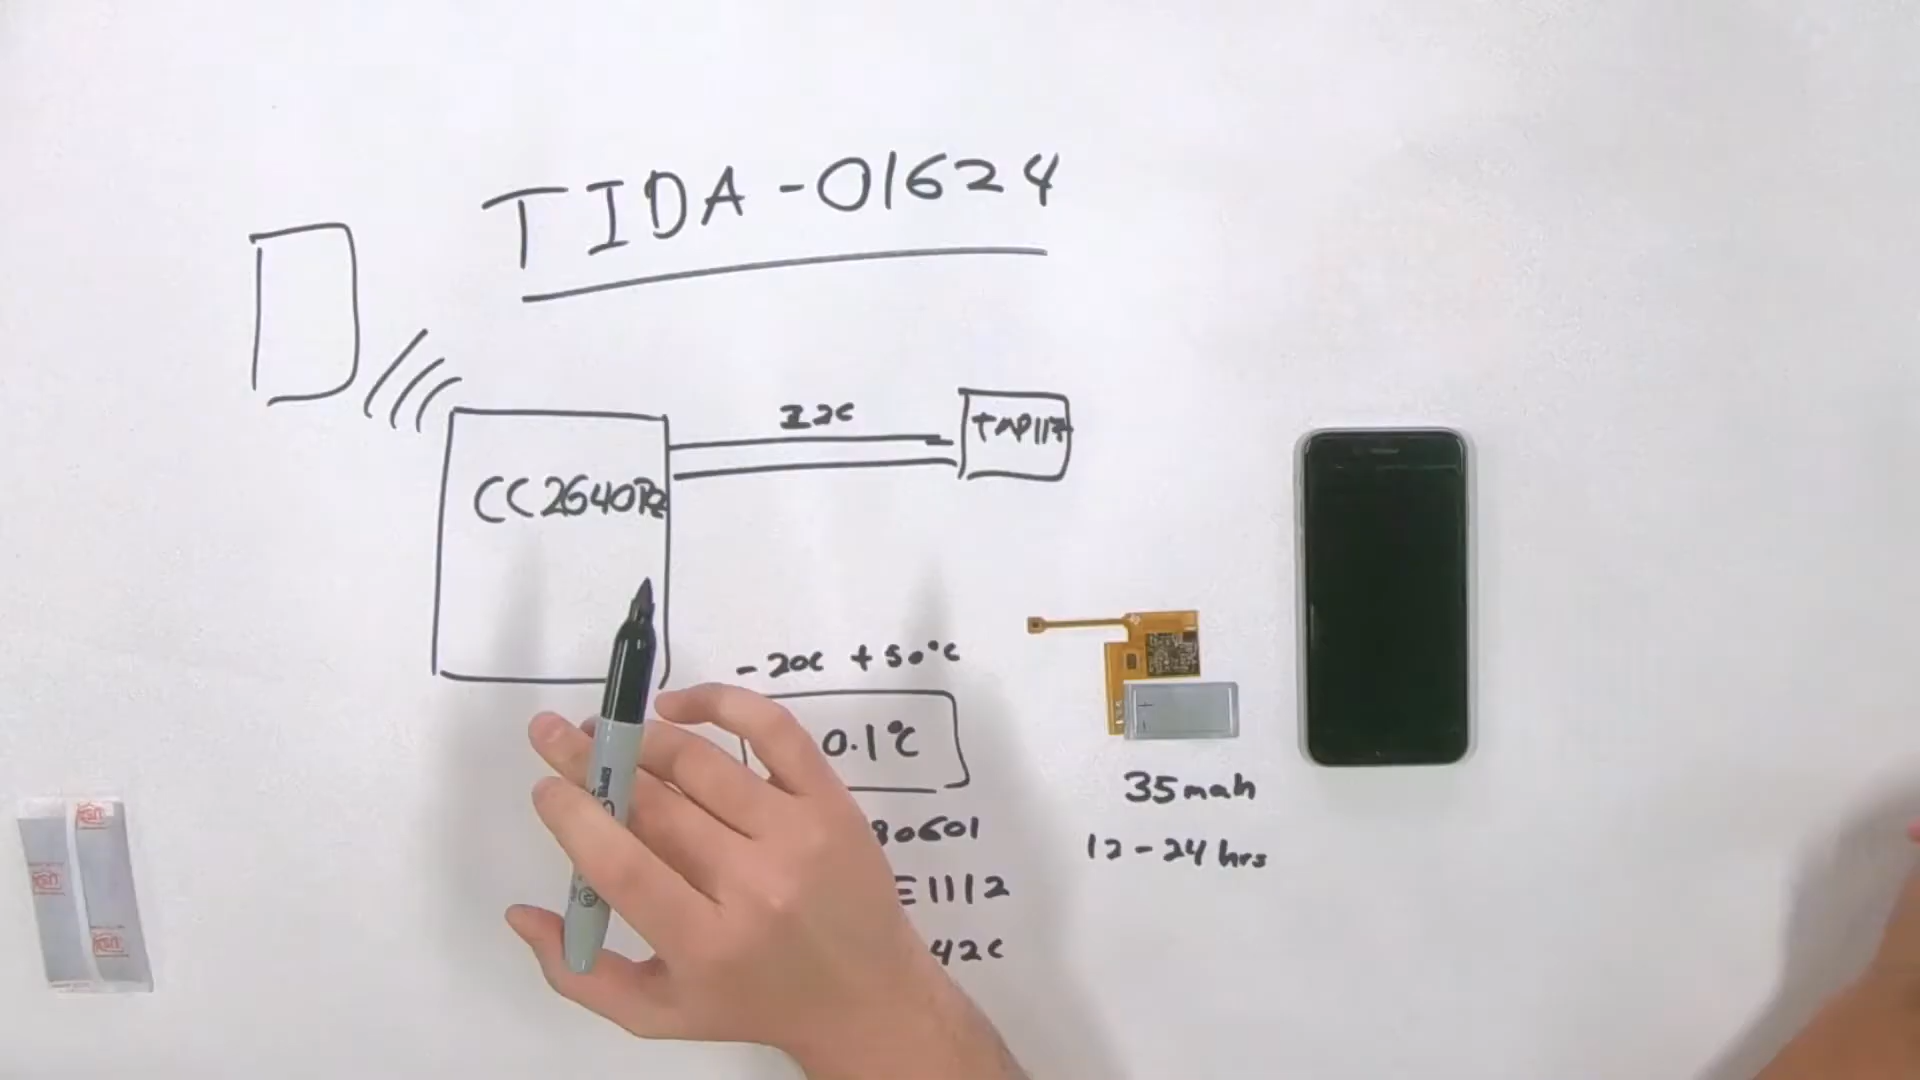 TIDA-01624
I2C
TMP117
CC2640R2
-20C +50°C
0.1°C
80601
E1112
42C
35mah
12-24 hrs